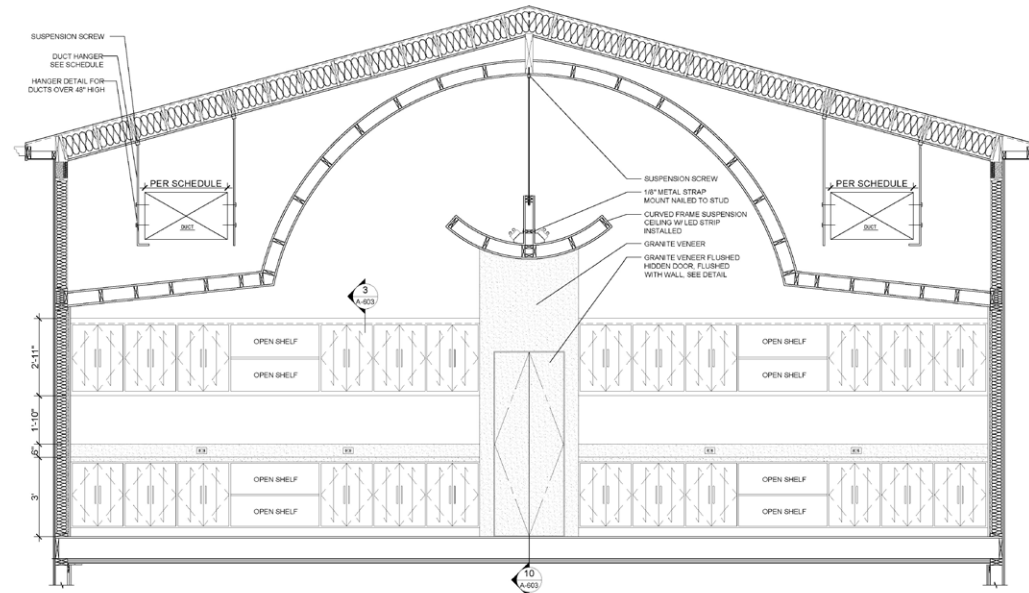 SUSPENSION SCREW
DUCT HANGER
SEE SCHEDULE
HANGER DETAIL FOR
DUCTS OVER 48" HIGH
PER SCHEDULE
DUCT
PER SCHEDULE
DUCT
SUSPENSION SCREW
1/8" METAL STRAP
MOUNT NAILED TO STUD
CURVED FRAME SUSPENSION
CEILING W/ LED STRIP
INSTALLED
GRANITE VENEER
GRANITE VENEER FLUSHED
HIDDEN DOOR, FLUSHED
WITH WALL, SEE DETAIL
3
A-603
2'-11"
1'-10"
6"
3'
OPEN SHELF
OPEN SHELF
OPEN SHELF
OPEN SHELF
OPEN SHELF
OPEN SHELF
OPEN SHELF
OPEN SHELF
10
A-603